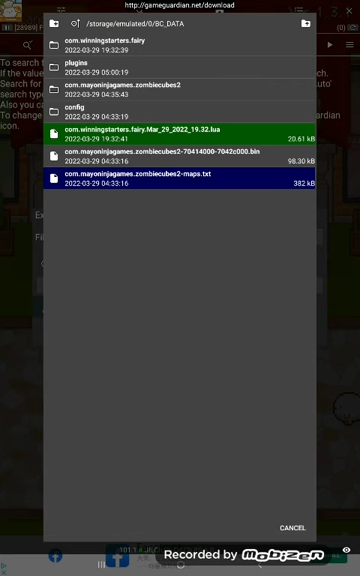 http://gameguardian.net/download
/storage/emulated/0/BC_DATA
com.winningstarters.fairy
2022-03-29 19:32:39
plugins
2022-03-29 05:00:19
com.mayoninjagames.zombiecubes2
2022-03-29 04:35:43
config
2022-03-29 04:33:19
com.winningstarters.fairy.Mar_29_2022_19.32.lua
2022-03-29 19:32:41 20.61 kB
com.mayoninjagames.zombiecubes2-70414000-7042c000.bin
2022-03-29 04:33:16 98.30 kB
com.mayoninjagames.zombiecubes2-maps.txt
2022-03-29 04:33:16 382 kB
[28989]
(0)
To search f
If the value
Search for
search type
Also you c
To change
icon.
ch.
Auto'
rdian
Ex
Fil
CANCEL
Recorded by Mobizen